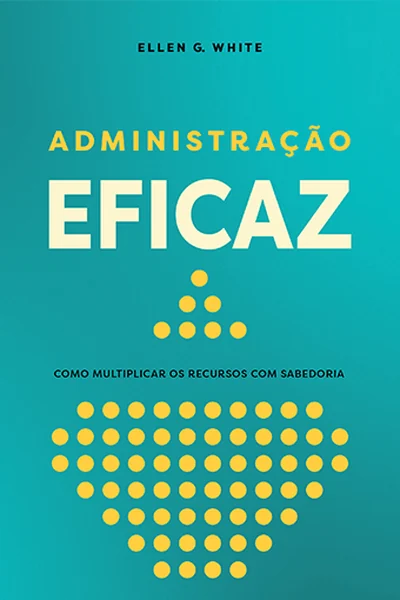 ELLEN G. WHITE
ADMINISTRAÇÃO
EFICAZ
COMO MULTIPLICAR OS RECURSOS COM SABEDORIA